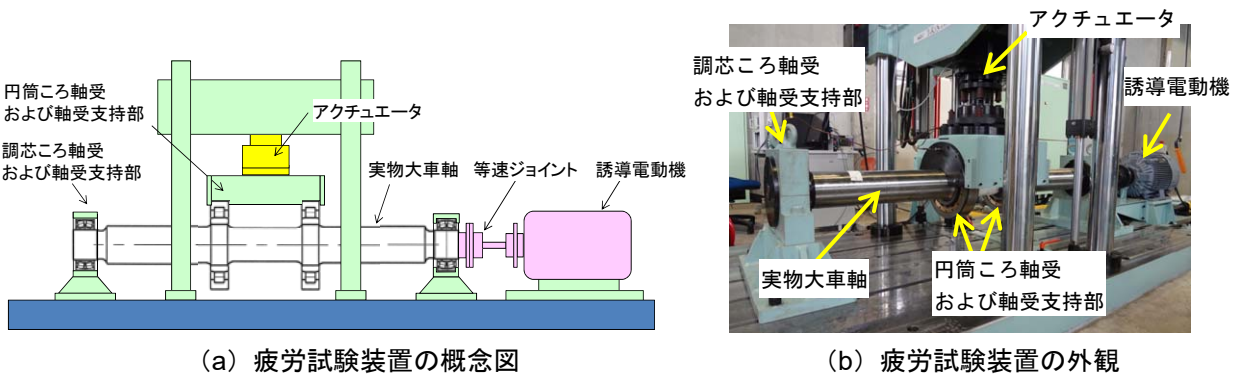 円筒ころ軸受
および軸受支持部
アクチュエータ
調芯ころ軸受
および軸受支持部
実物大車軸
等速ジョイント
誘導電動機
(a) 疲労試験装置の概念図
アクチュエータ
調芯ころ軸受
および軸受支持部
誘導電動機
実物大車軸
円筒ころ軸受
および軸受支持部
(b) 疲労試験装置の外観